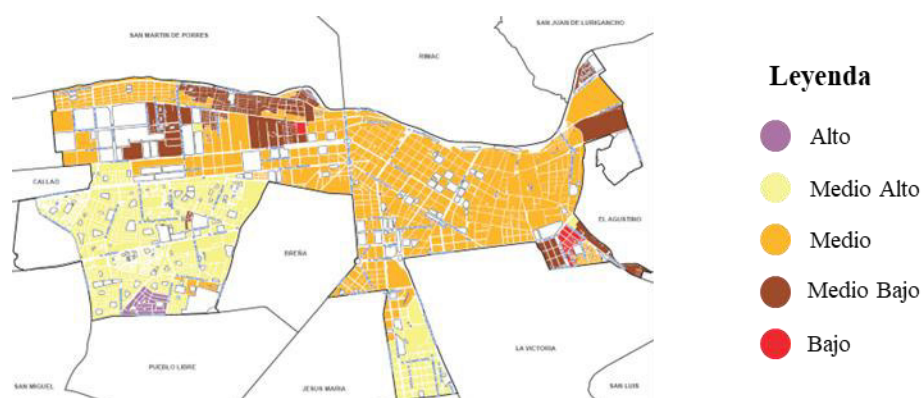 SAN JUAN DE LURIGANCHO
SAN MARTIN DE PORRES
RIMAC
Leyenda
Alto
CALLAO
Medio Alto
EL AGUSTINO
Medio
BREÑA
Medio Bajo
LA VICTORIA
Bajo
PUEBLO LIBRE
SAN MIGUEL
JESUS MARIA
SAN LUIS